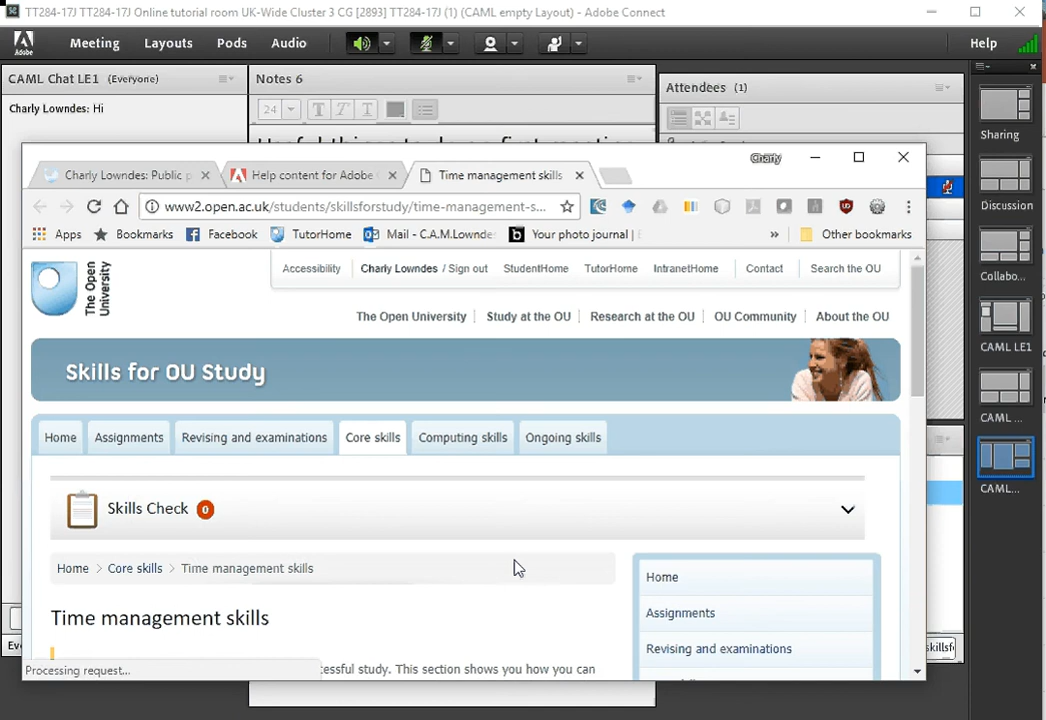 TT284-17J TT284-17J Online tutorial room UK-Wide Cluster 3 CG [2893] TT284-17J (1) (CAML empty Layout) - Adobe Connect
Adobe
Meeting Layouts Pods Audio Help
CAML Chat LE1 (Everyone)
Notes 6
Attendees (1)
Charly Lowndes: Hi
24
Sharing
Discussion
Collabo...
CAML LE1
CAML ...
CAML...
Charly
Charly Lowndes: Public p
Help content for Adobe
Time management skills
www2.open.ac.uk/students/skillsforstudy/time-management-s...
Apps Bookmarks Facebook TutorHome Mail - C.A.M.Lownde Your photo journal | » Other bookmarks
The Open University
Accessibility Charly Lowndes / Sign out StudentHome TutorHome IntranetHome Contact Search the OU
The Open University Study at the OU Research at the OU OU Community About the OU
Skills for OU Study
Home Assignments Revising and examinations Core skills Computing skills Ongoing skills
Skills Check 0
Home > Core skills > Time management skills
Home
Assignments
Revising and examinations
Time management skills
cessful study. This section shows you how you can
Processing request...